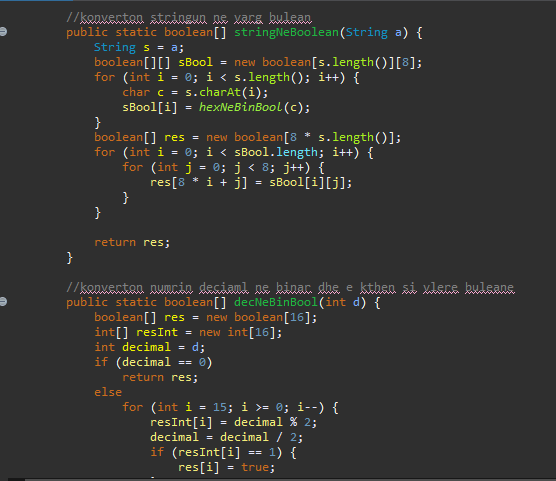 //konverton stringun ne varg bulean
public static boolean[] stringNeBoolean(String a) {
String s = a;
boolean[][] sBool = new boolean[s.length()][8];
for (int i = 0; i < s.length(); i++) {
char c = s.charAt(i);
sBool[i] = hexNeBinBool(c);
}
boolean[] res = new boolean[8 * s.length()];
for (int i = 0; i < sBool.length; i++) {
for (int j = 0; j < 8; j++) {
res[8 * i + j] = sBool[i][j];
}
}
return res;
}
//konverton numrin deciaml ne binar dhe e kthen si vlere buleane
public static boolean[] decNeBinBool(int d) {
boolean[] res = new boolean[16];
int[] resInt = new int[16];
int decimal = d;
if (decimal == 0)
return res;
else
for (int i = 15; i >= 0; i--) {
resInt[i] = decimal % 2;
decimal = decimal / 2;
if (resInt[i] == 1) {
res[i] = true;